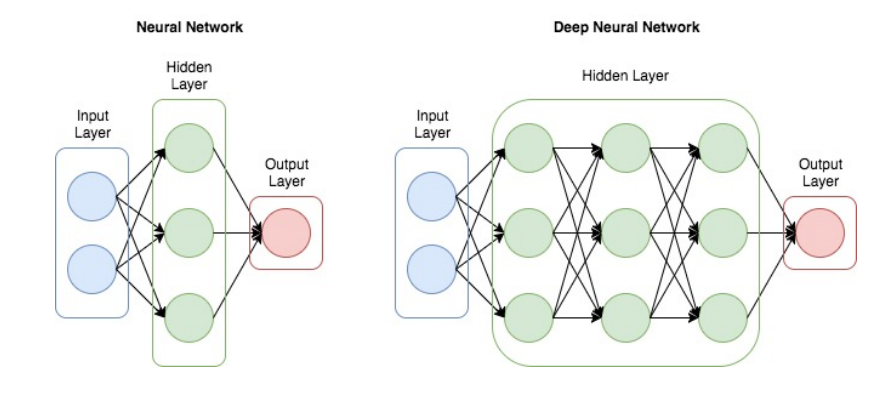 Neural Network
Hidden
Layer
Input
Layer
Output
Layer
Deep Neural Network
Hidden Layer
Input
Layer
Output
Layer